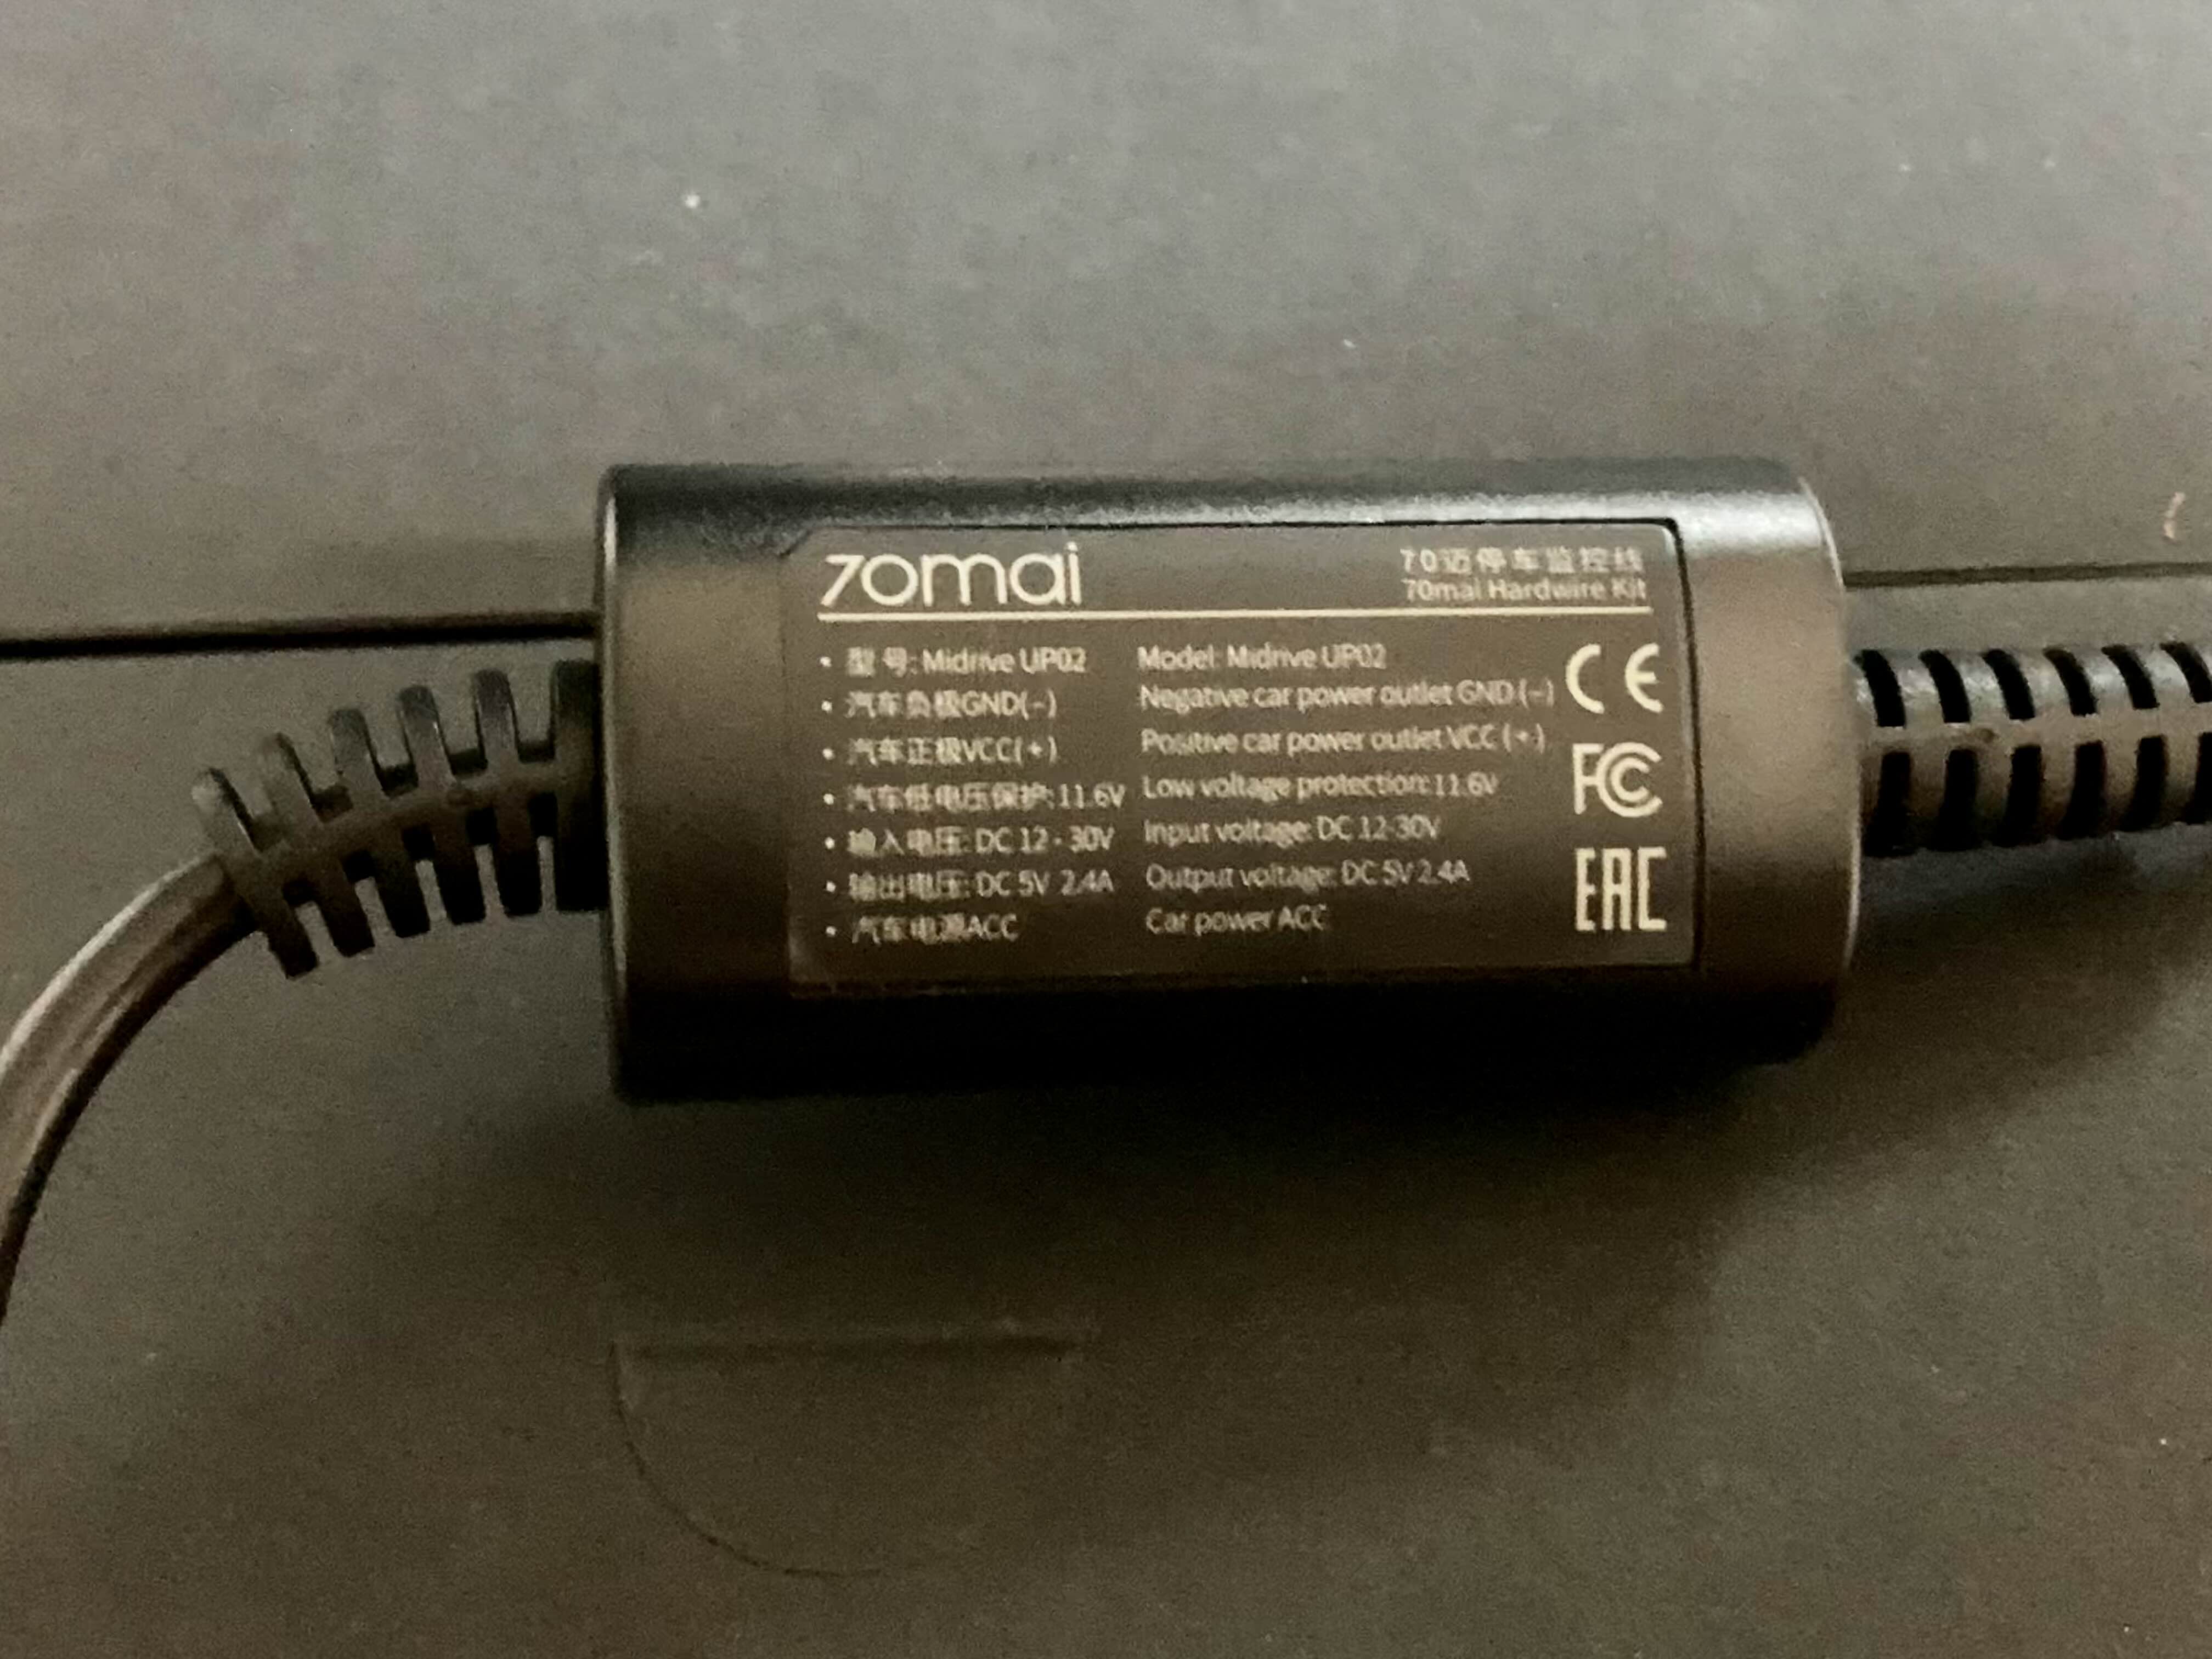 70mai
70迈停车监控线
70mai Hardwire Kit
• 型 号: Midrive UP02
Model: Midrive UP02
• 汽车负极GND(-)
Negative car power outlet GND (-)
• 汽车正极VCC(+)
Positive car power outlet VCC (+)
• 汽车低电压保护:11.6V
Low voltage protection:11.6V
• 输入电压: DC 12 - 30V
Input voltage: DC 12-30V
• 输出电压: DC 5V 2.4A
Output voltage: DC 5V 2.4A
• 汽车电源ACC
Car power ACC
CE
FC
EAC